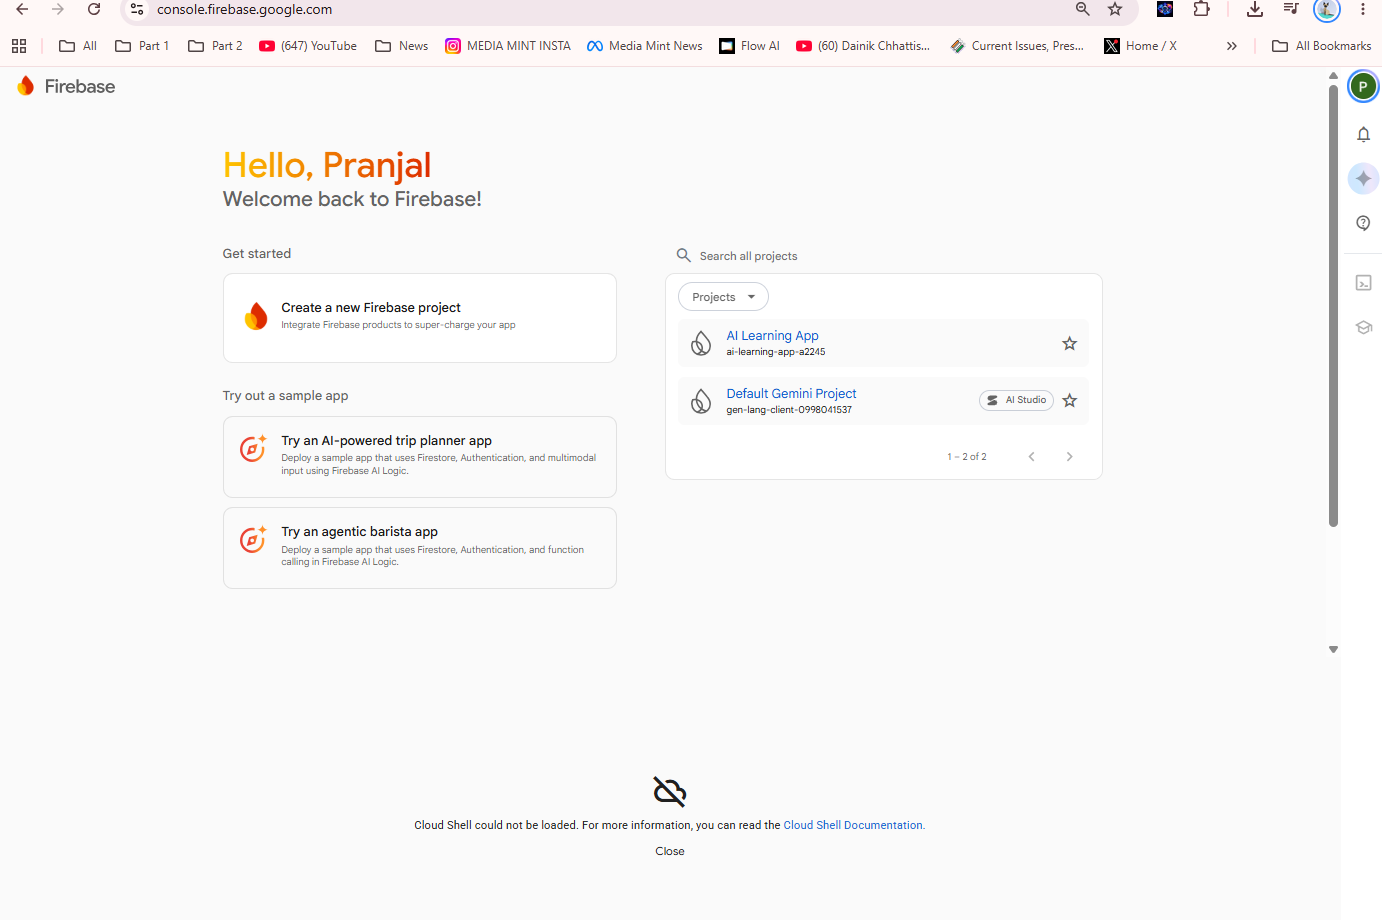 console.firebase.google.com
All
Part 1
Part 2
(647) YouTube
News
MEDIA MINT INSTA
Media Mint News
Flow AI
(60) Dainik Chhattis...
Current Issues, Pres...
Home / X
All Bookmarks
Firebase
P
Hello, Pranjal
Welcome back to Firebase!
Get started
Create a new Firebase project
Integrate Firebase products to super-charge your app
Try out a sample app
Try an AI-powered trip planner app
Deploy a sample app that uses Firestore, Authentication, and multimodal
input using Firebase AI Logic.
Try an agentic barista app
Deploy a sample app that uses Firestore, Authentication, and function
calling in Firebase AI Logic.
Search all projects
Projects
AI Learning App
ai-learning-app-a2245
Default Gemini Project
gen-lang-client-0998041537
AI Studio
1 – 2 of 2
Cloud Shell could not be loaded. For more information, you can read the Cloud Shell Documentation.
Close